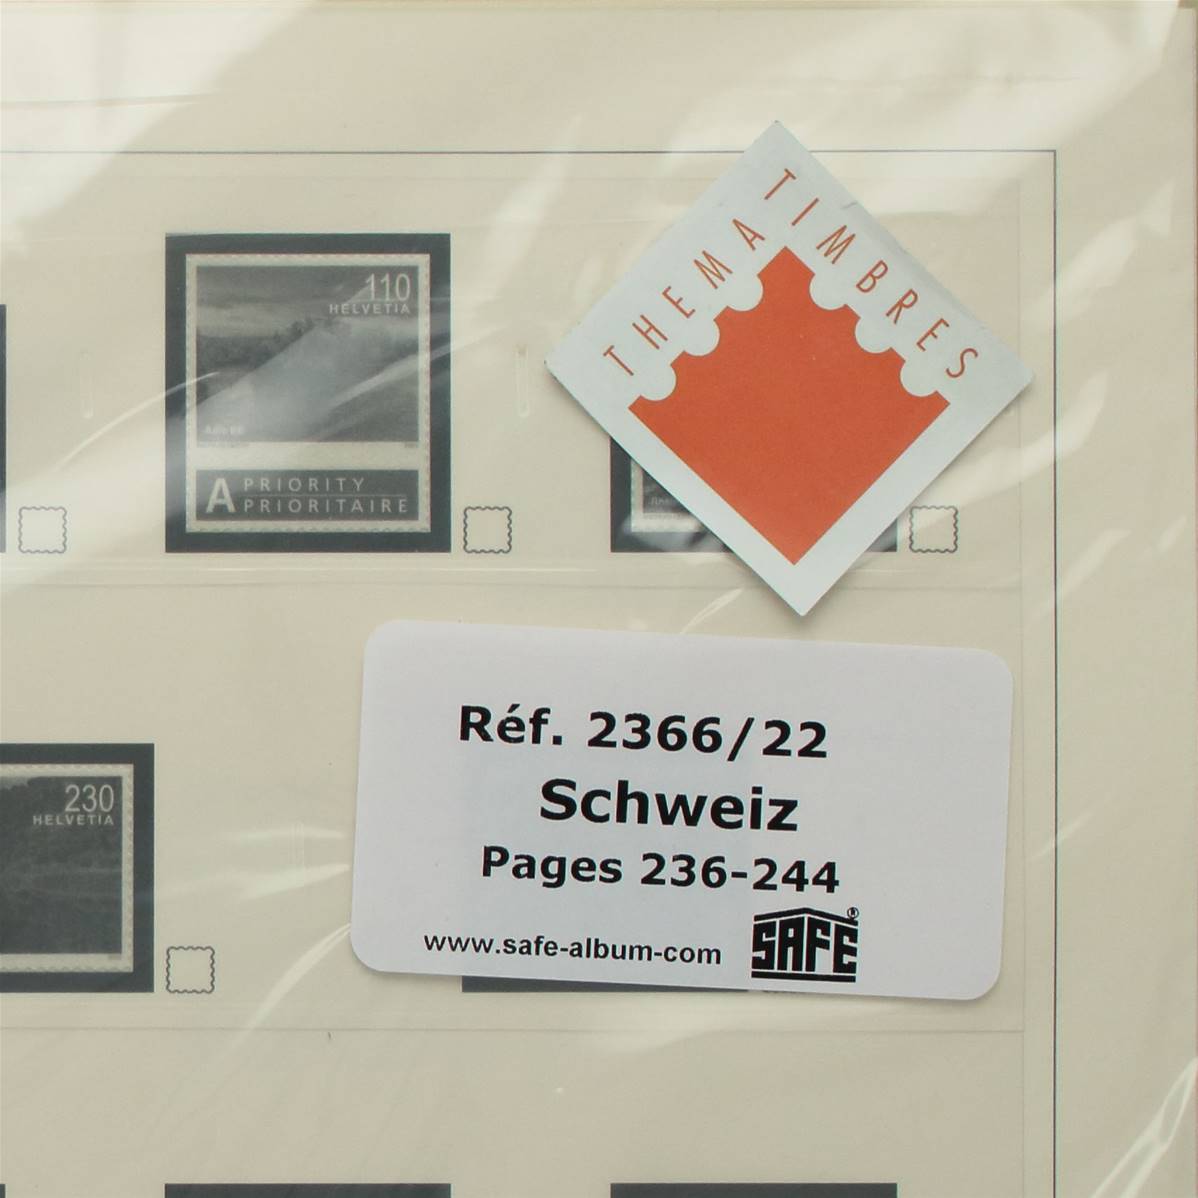 THEMA TIMBRES
110
HELVETIA
A PRIORITY
PRIORITAIRE
230
HELVETIA
Réf. 2366/22
Schweiz
Pages 236-244
www.safe-album-com
SAFE®